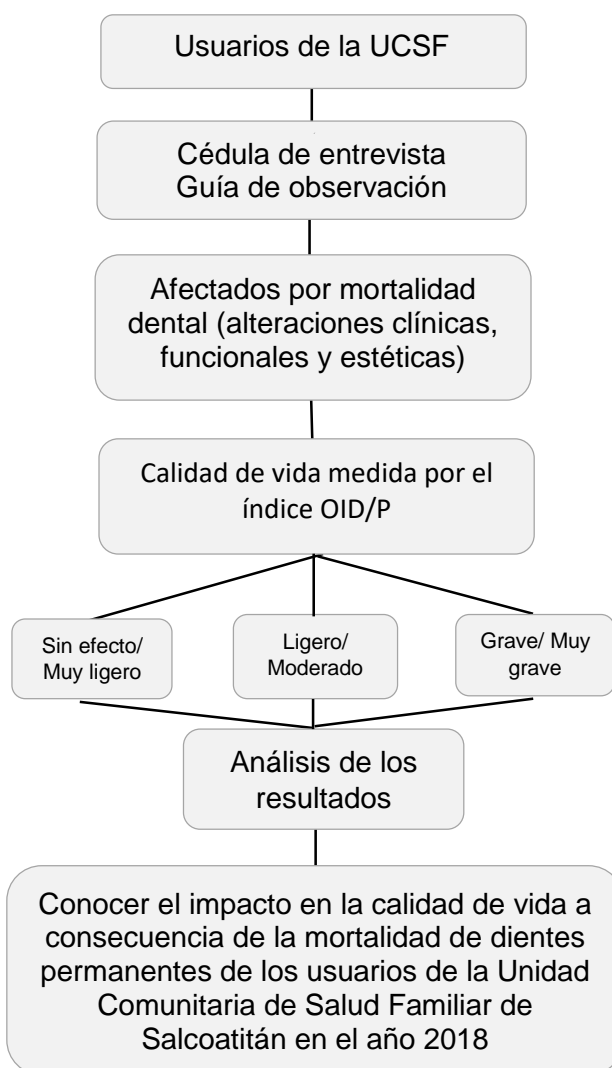 Usuarios de la UCSF
Cédula de entrevista
Guía de observación
Afectados por mortalidad
dental (alteraciones clínicas,
funcionales y estéticas)
Calidad de vida medida por el
índice OID/P
Sin efecto/
Muy ligero
Ligero/
Moderado
Grave/ Muy
grave
Análisis de los
resultados
Conocer el impacto en la calidad de vida a
consecuencia de la mortalidad de dientes
permanentes de los usuarios de la Unidad
Comunitaria de Salud Familiar de
Salcoatitán en el año 2018